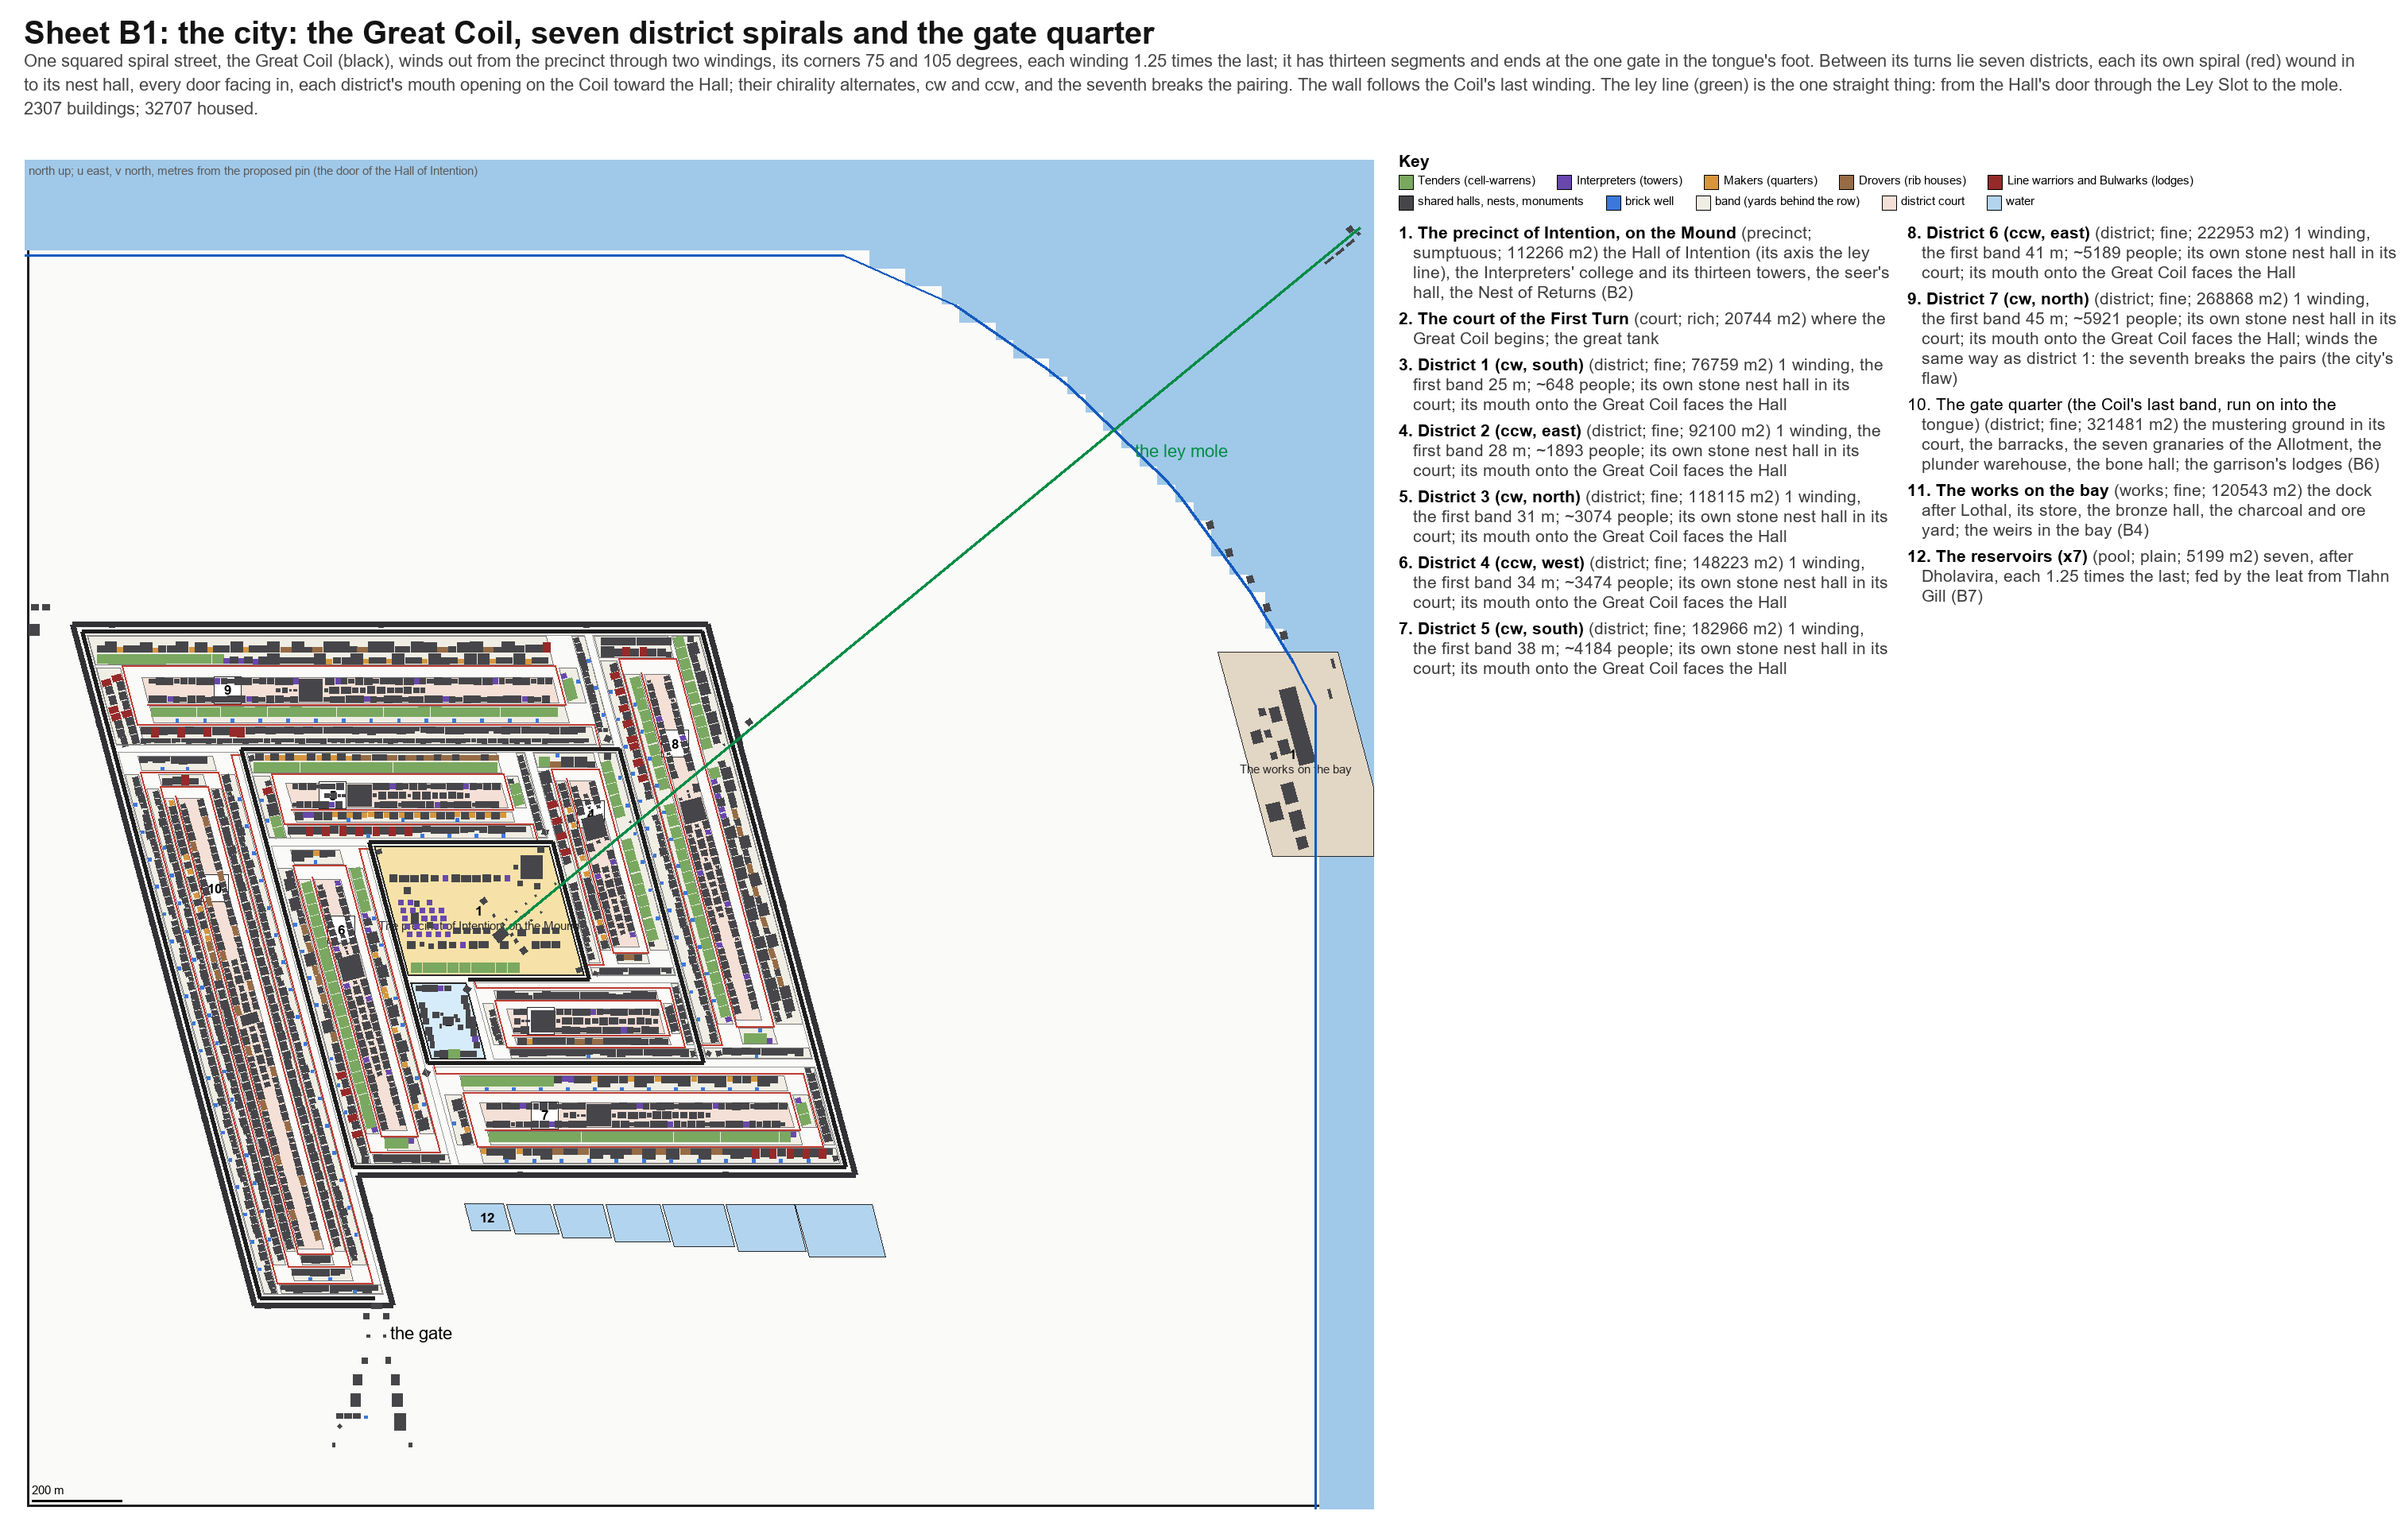 Sheet B1: the city: the Great Coil, seven district spirals and the gate quarter
One squared spiral street, the Great Coil (black), winds out from the precinct through two windings, its corners 75 and 105 degrees, each winding 1.25 times the last; it has thirteen segments and ends at the one gate in the tongue's foot. Between its turns lie seven districts, each its own spiral (red) wound in
to its nest hall, every door facing in, each district's mouth opening on the Coil toward the Hall; their chirality alternates, cw and ccw, and the seventh breaks the pairing. The wall follows the Coil's last winding. The ley line (green) is the one straight thing: from the Hall's door through the Ley Slot to the mole.
2307 buildings; 32707 housed.
north up; u east, v north, metres from the proposed pin (the door of the Hall of Intention)
the ley mole
9
8
5
4
10
6
1
The precinct of Intention, on the Mound
7
12
The works on the bay
the gate
200 m
Key
Tenders (cell-warrens)
Interpreters (towers)
Makers (quarters)
Drovers (rib houses)
Line warriors and Bulwarks (lodges)
shared halls, nests, monuments
brick well
band (yards behind the row)
district court
water
1. The precinct of Intention, on the Mound (precinct;
sumptuous; 112266 m2) the Hall of Intention (its axis the ley
line), the Interpreters' college and its thirteen towers, the seer's
hall, the Nest of Returns (B2)
2. The court of the First Turn (court; rich; 20744 m2) where the
Great Coil begins; the great tank
3. District 1 (cw, south) (district; fine; 76759 m2) 1 winding, the
first band 25 m; ~648 people; its own stone nest hall in its
court; its mouth onto the Great Coil faces the Hall
4. District 2 (ccw, east) (district; fine; 92100 m2) 1 winding, the
first band 28 m; ~1893 people; its own stone nest hall in its
court; its mouth onto the Great Coil faces the Hall
5. District 3 (cw, north) (district; fine; 118115 m2) 1 winding,
the first band 31 m; ~3074 people; its own stone nest hall in its
court; its mouth onto the Great Coil faces the Hall
6. District 4 (ccw, west) (district; fine; 148223 m2) 1 winding,
the first band 34 m; ~3474 people; its own stone nest hall in its
court; its mouth onto the Great Coil faces the Hall
7. District 5 (cw, south) (district; fine; 182966 m2) 1 winding,
the first band 38 m; ~4184 people; its own stone nest hall in its
court; its mouth onto the Great Coil faces the Hall
8. District 6 (ccw, east) (district; fine; 222953 m2) 1 winding,
the first band 41 m; ~5189 people; its own stone nest hall in its
court; its mouth onto the Great Coil faces the Hall
9. District 7 (cw, north) (district; fine; 268868 m2) 1 winding,
the first band 45 m; ~5921 people; its own stone nest hall in its
court; its mouth onto the Great Coil faces the Hall; winds the
same way as district 1: the seventh breaks the pairs (the city's
flaw)
10. The gate quarter (the Coil's last band, run on into the
tongue) (district; fine; 321481 m2) the mustering ground in its
court, the barracks, the seven granaries of the Allotment, the
plunder warehouse, the bone hall; the garrison's lodges (B6)
11. The works on the bay (works; fine; 120543 m2) the dock
after Lothal, its store, the bronze hall, the charcoal and ore
yard; the weirs in the bay (B4)
12. The reservoirs (x7) (pool; plain; 5199 m2) seven, after
Dholavira, each 1.25 times the last; fed by the leat from Tlahn
Gill (B7)